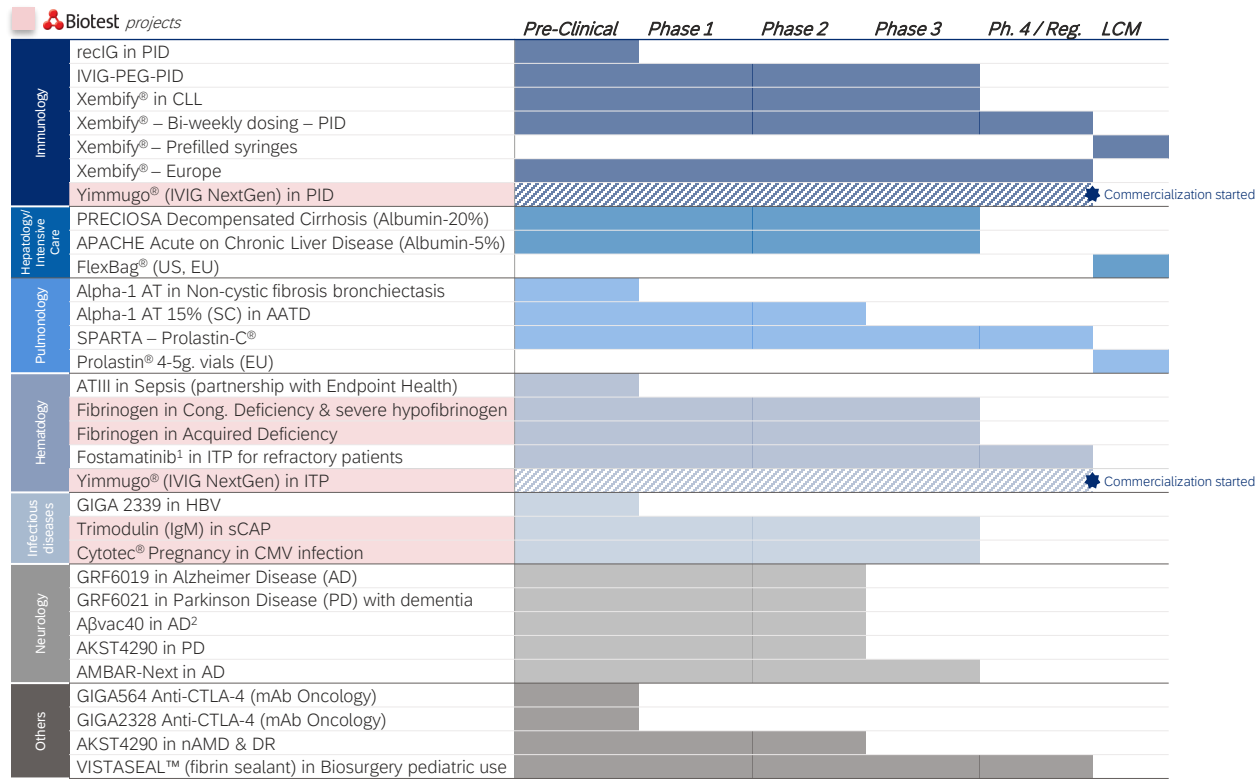 Biotest projects
Pre-Clinical Phase 1 Phase 2 Phase 3 Ph. 4 / Reg. LCM
Immunology
recIG in PID
IVIG-PEG-PID
Xembify® in CLL
Xembify® – Bi-weekly dosing – PID
Xembify® – Prefilled syringes
Xembify® – Europe
Yimmugo® (IVIG NextGen) in PID
Commercialization started
Hepatology/
Intensive
Care
PRECIOSA Decompensated Cirrhosis (Albumin-20%)
APACHE Acute on Chronic Liver Disease (Albumin-5%)
FlexBag® (US, EU)
Pulmonology
Alpha-1 AT in Non-cystic fibrosis bronchiectasis
Alpha-1 AT 15% (SC) in AATD
SPARTA – Prolastin-C®
Prolastin® 4-5g. vials (EU)
Hematology
ATIII in Sepsis (partnership with Endpoint Health)
Fibrinogen in Cong. Deficiency & severe hypofibrinogen
Fibrinogen in Acquired Deficiency
Fostamatinib¹ in ITP for refractory patients
Yimmugo® (IVIG NextGen) in ITP
Commercialization started
Infectious
diseases
GIGA 2339 in HBV
Trimodulin (IgM) in sCAP
Cytotec® Pregnancy in CMV infection
Neurology
GRF6019 in Alzheimer Disease (AD)
GRF6021 in Parkinson Disease (PD) with dementia
Aβvac40 in AD²
AKST4290 in PD
AMBAR-Next in AD
Others
GIGA564 Anti-CTLA-4 (mAb Oncology)
GIGA2328 Anti-CTLA-4 (mAb Oncology)
AKST4290 in nAMD & DR
VISTASEAL™ (fibrin sealant) in Biosurgery pediatric use